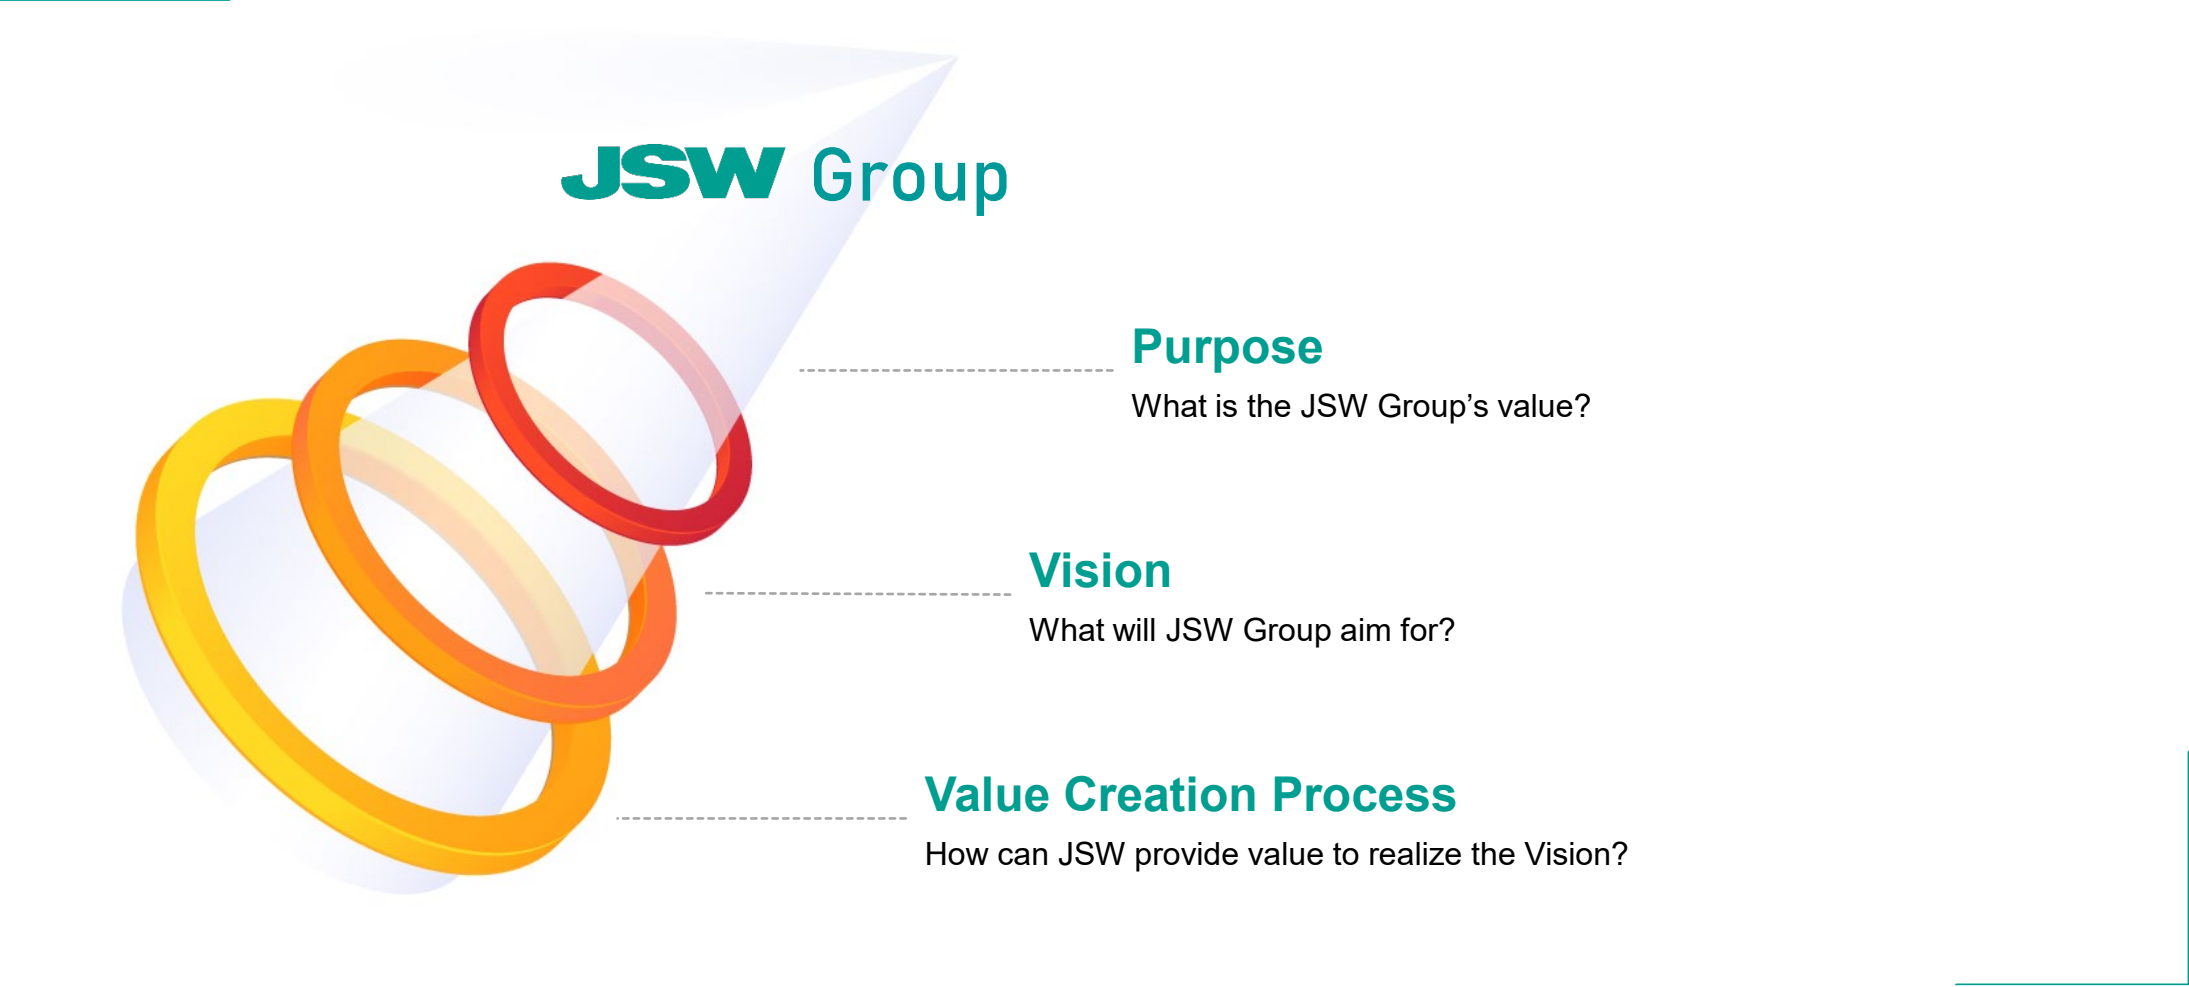 JSW Group
Purpose
What is the JSW Group’s value?
Vision
What will JSW Group aim for?
Value Creation Process
How can JSW provide value to realize the Vision?